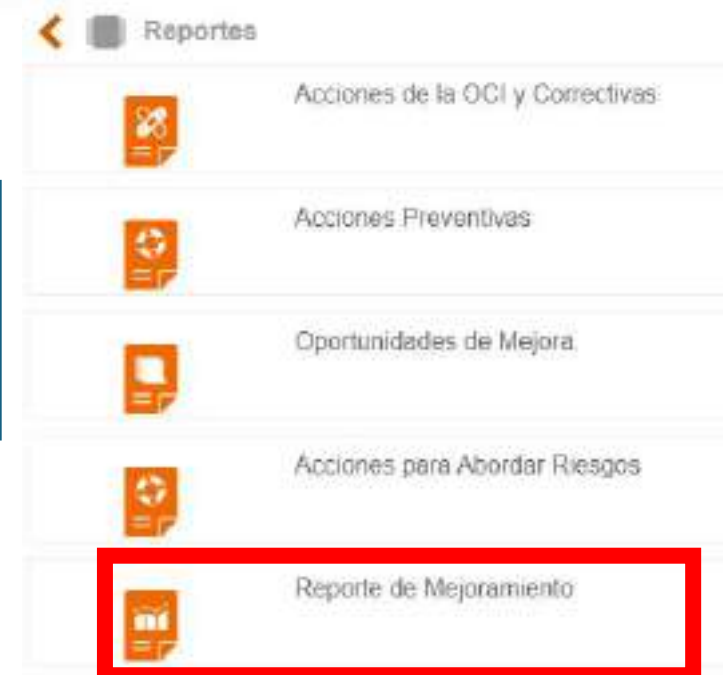 Reportes
Acciones de la OCI y Correctivas
Acciones Preventivas
Oportunidades de Mejora
Acciones para Abordar Riesgos
Reporte de Mejoramiento